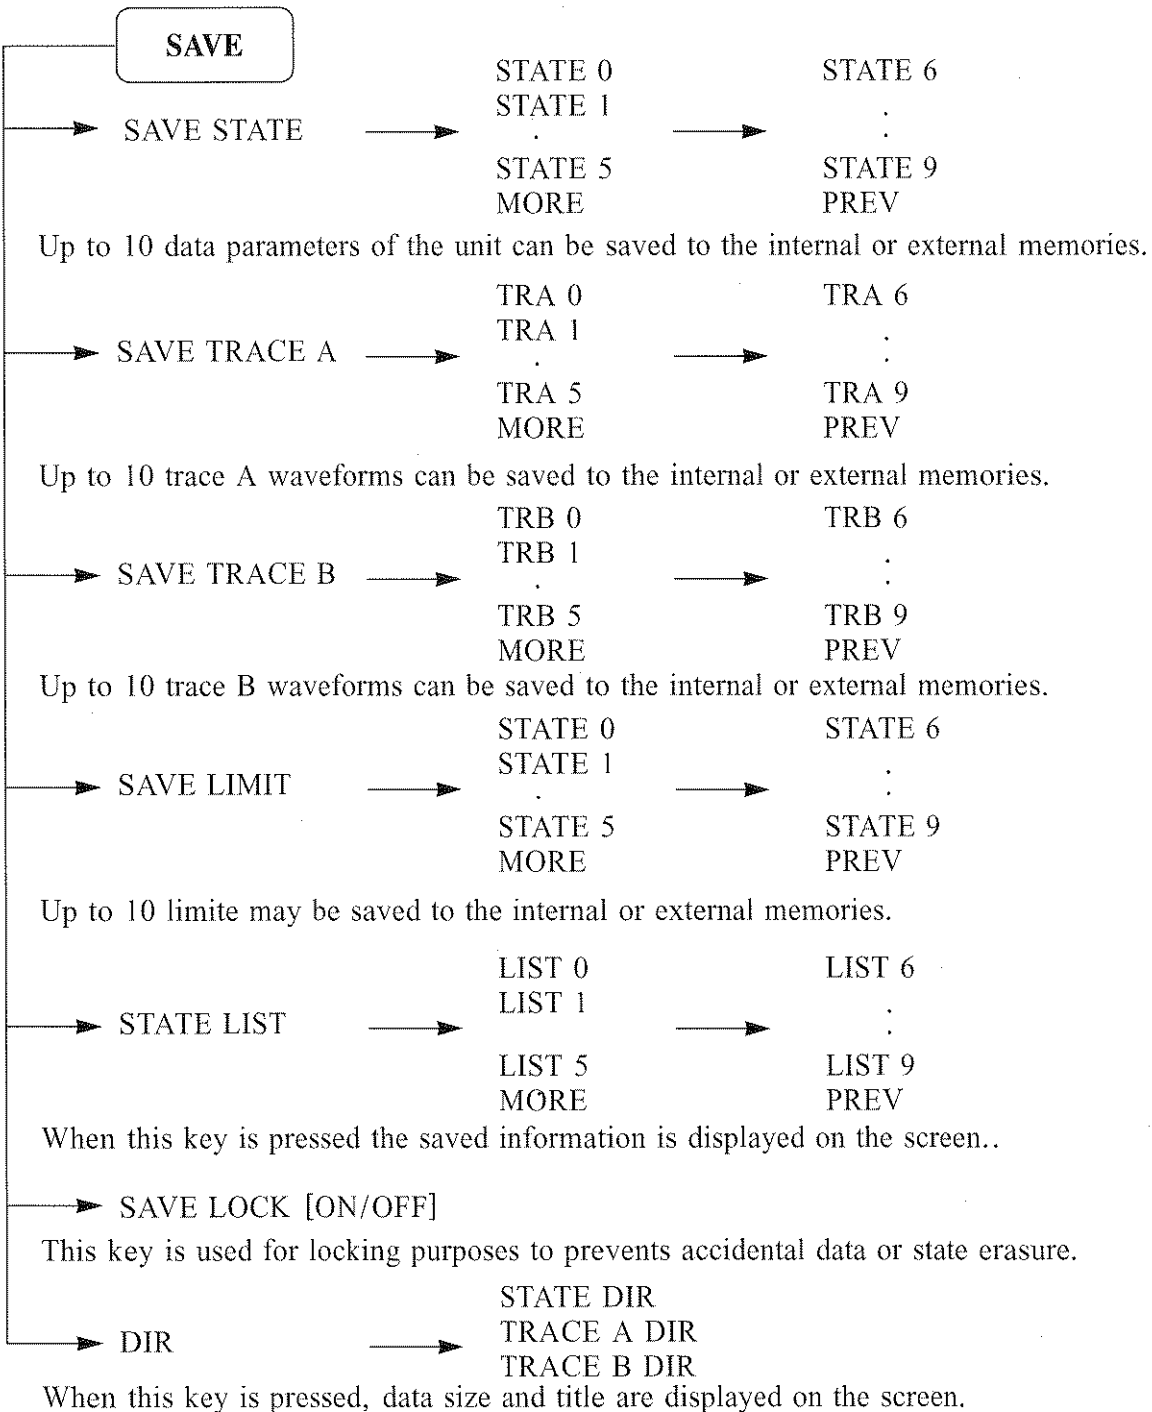 SAVE
STATE 0 STATE 6
STATE 1 .
SAVE STATE . .
STATE 5 STATE 9
MORE PREV
Up to 10 data parameters of the unit can be saved to the internal or external memories.
TRA 0 TRA 6
TRA 1 .
SAVE TRACE A . .
TRA 5 TRA 9
MORE PREV
Up to 10 trace A waveforms can be saved to the internal or external memories.
TRB 0 TRB 6
TRB 1 .
SAVE TRACE B . .
TRB 5 TRB 9
MORE PREV
Up to 10 trace B waveforms can be saved to the internal or external memories.
STATE 0 STATE 6
STATE 1 .
SAVE LIMIT . .
STATE 5 STATE 9
MORE PREV
Up to 10 limite may be saved to the internal or external memories.
LIST 0 LIST 6
LIST 1 .
STATE LIST .
LIST 5 LIST 9
MORE PREV
When this key is pressed the saved information is displayed on the screen..
SAVE LOCK [ON/OFF]
This key is used for locking purposes to prevents accidental data or state erasure.
STATE DIR
DIR TRACE A DIR
TRACE B DIR
When this key is pressed, data size and title are displayed on the screen.